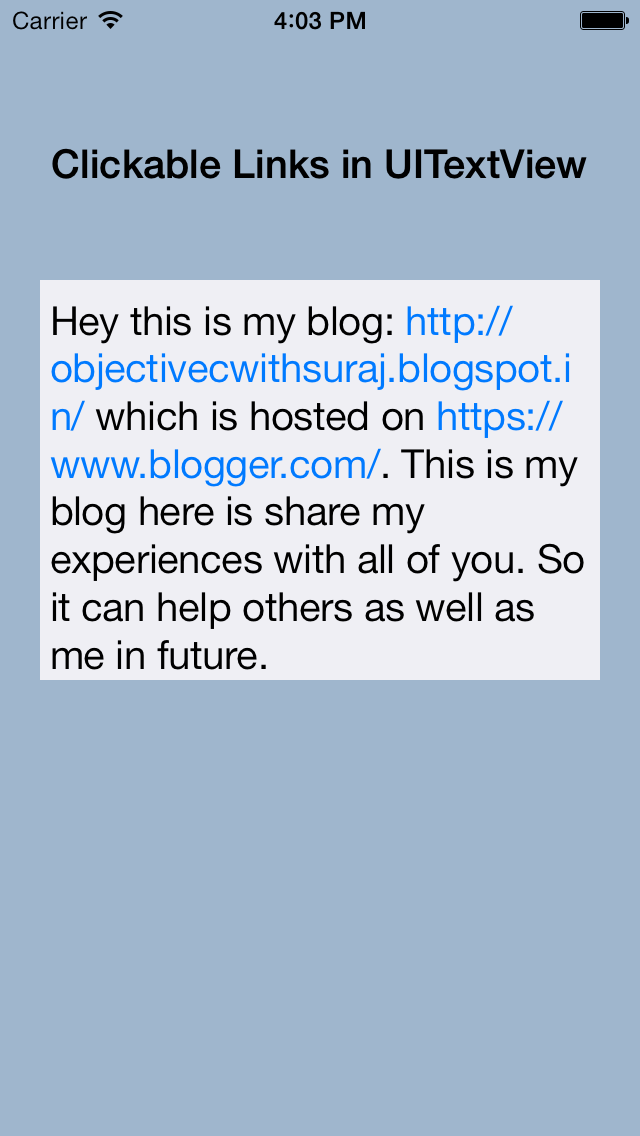 Carrier 4:03 PM
Clickable Links in UITextView
Hey this is my blog: http://
objectivecwithsuraj.blogspot.i
n/ which is hosted on https://
www.blogger.com/. This is my
blog here is share my
experiences with all of you. So
it can help others as well as
me in future.